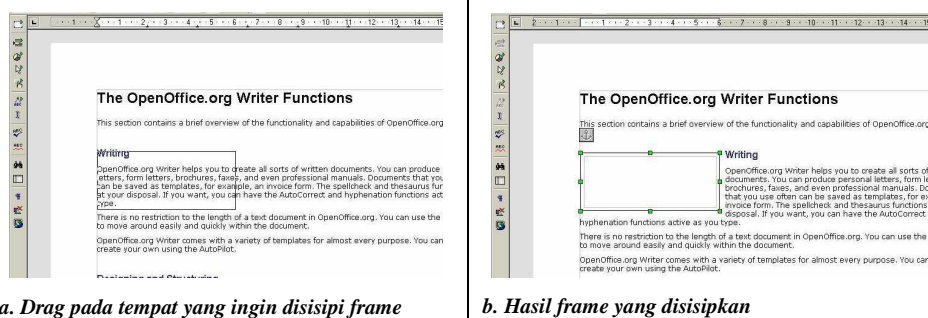 The OpenOffice.org Writer Functions
This section contains a brief overview of the functionality and capabilities of OpenOffice.org
Writing
OpenOffice.org Writer helps you to create all sorts of written documents. You can produce
letters, form letters, brochures, faxes, and even professional manuals. Documents that you
can be saved as templates, for example, an invoice form. The spellcheck and thesaurus fur
at your disposal. If you want, you can have the AutoCorrect and hyphenation functions act
type.
There is no restriction to the length of a text document in OpenOffice.org. You can use the
to move around easily and quickly within the document.
OpenOffice.org Writer comes with a variety of templates for almost every purpose. You can
create your own using the AutoPilot.
Designing and Structuring
a. Drag pada tempat yang ingin disisipi frame
The OpenOffice.org Writer Functions
This section contains a brief overview of the functionality and capabilities of OpenOffice.org
Writing
OpenOffice.org Writer helps you to create all sorts of
documents. You can produce personal letters, form le
brochures, faxes, and even professional manuals. Do
that you use often can be saved as templates, for ex
invoice form. The spellcheck and thesaurus functions
disposal. If you want, you can have the AutoCorrect
hyphenation functions active as you type.
There is no restriction to the length of a text document in OpenOffice.org. You can use the
to move around easily and quickly within the document.
OpenOffice.org Writer comes with a variety of templates for almost every purpose. You can
create your own using the AutoPilot.
b. Hasil frame yang disisipkan